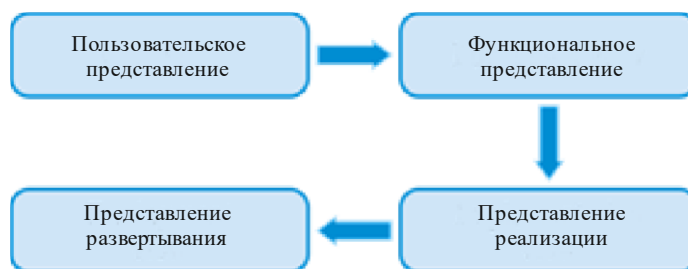 Пользовательское
представление
Функциональное
представление
Представление
реализации
Представление
развертывания